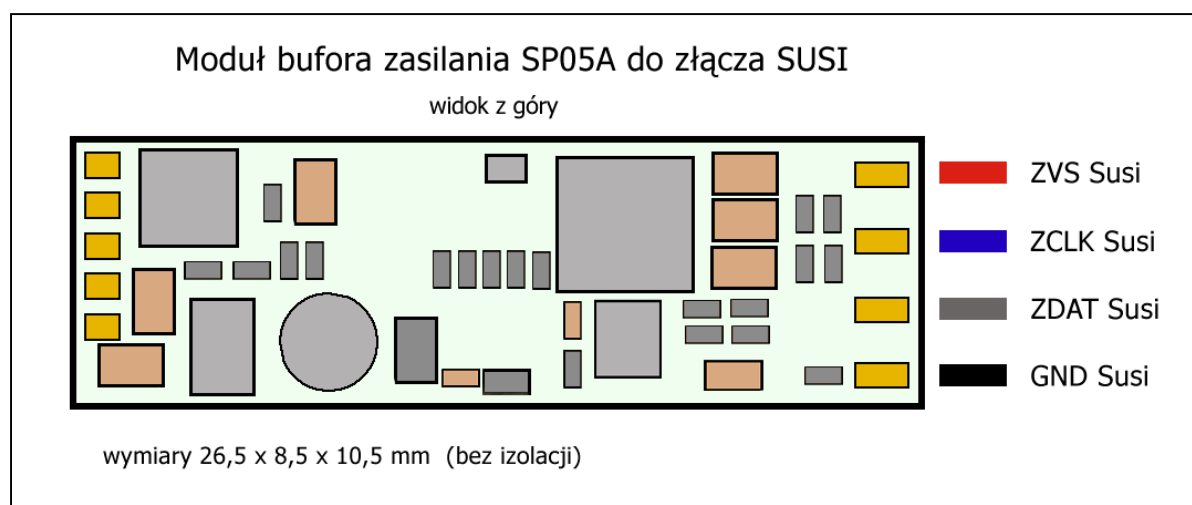 Moduł bufora zasilania SP05A do złącza SUSI
widok z góry
ZVS Susi
ZCLK Susi
ZDAT Susi
GND Susi
wymiary 26,5 x 8,5 x 10,5 mm (bez izolacji)